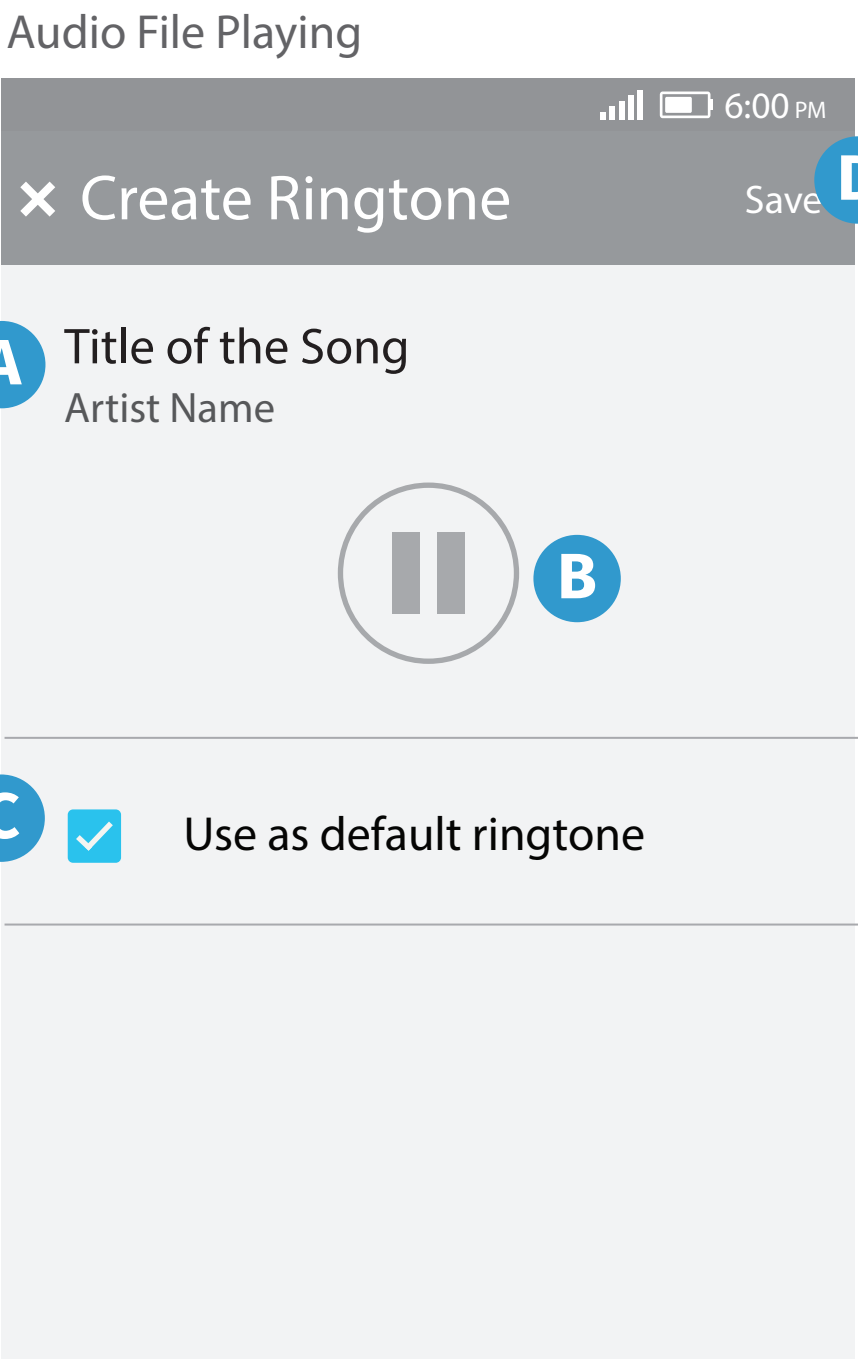 Audio File Playing
6:00 PM
× Create Ringtone
Save
D
A
Title of the Song
Artist Name
B
C
Use as default ringtone